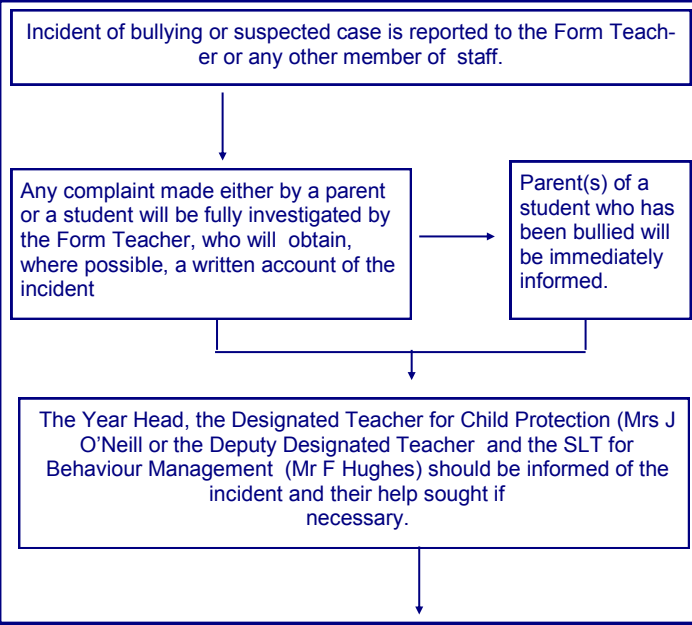 Incident of bullying or suspected case is reported to the Form Teach-
er or any other member of staff.
Any complaint made either by a parent
or a student will be fully investigated by
the Form Teacher, who will obtain,
where possible, a written account of the
incident
Parent(s) of a
student who has
been bullied will
be immediately
informed.
The Year Head, the Designated Teacher for Child Protection (Mrs J
O’Neill or the Deputy Designated Teacher and the SLT for
Behaviour Management (Mr F Hughes) should be informed of the
incident and their help sought if
necessary.